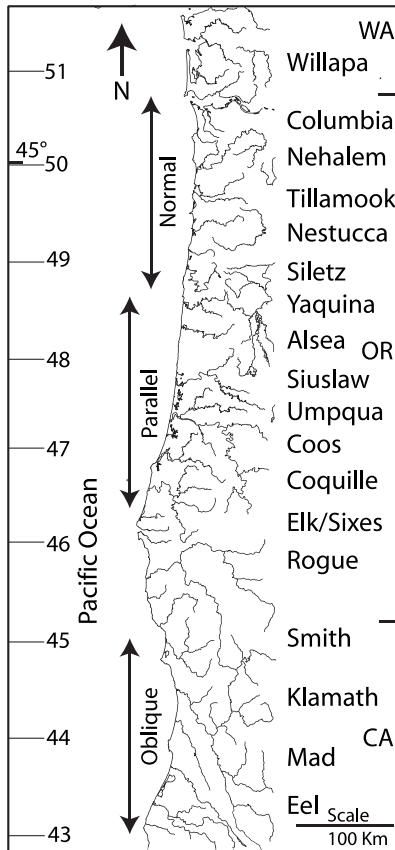 WA
51
Willapa
N
Columbia
45°
Nehalem
50
Normal
Tillamook
Nestucca
49
Siletz
Yaquina
Alsea
48
OR
Siuslaw
Parallel
Umpqua
Coos
47
Coquille
Elk/Sixes
46
Rogue
Pacific Ocean
45
Smith
Klamath
Oblique
44
CA
Mad
Eel
Scale
43
100 Km